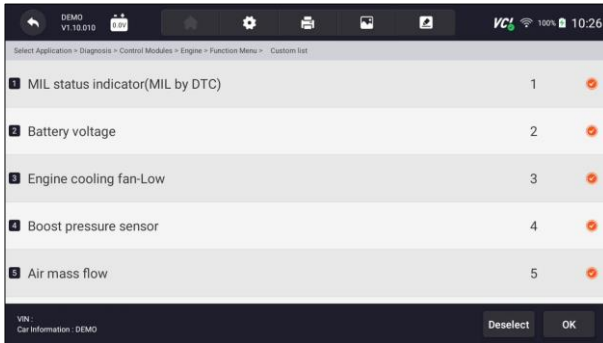 DEMO
V1.10.010
0.0V
VCI
100%
10:26
Select Application > Diagnosis > Control Modules > Engine > Function Menu > Custom list
1 MIL status indicator(MIL by DTC) 1
2 Battery voltage 2
3 Engine cooling fan-Low 3
4 Boost pressure sensor 4
5 Air mass flow 5
VIN :
Car Information : DEMO
Deselect
OK